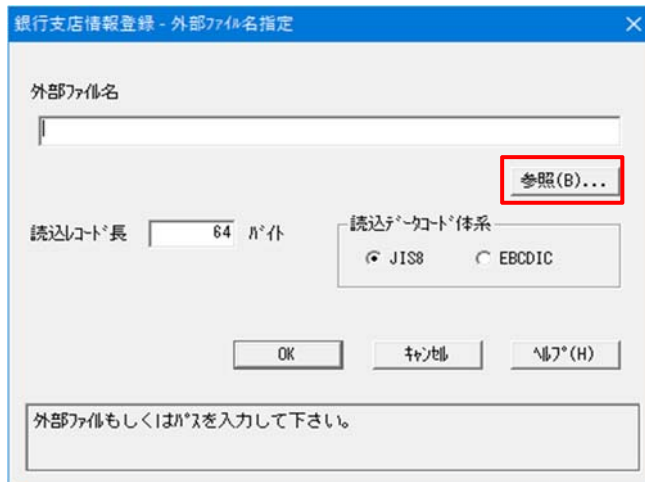 銀行支店情報登録 - 外部ﾌｧｲﾙ名指定
外部ﾌｧｲﾙ名
参照(B)...
読込ﾚｺｰﾄﾞ長 64 ﾊﾞｲﾄ
読込ﾃﾞｰﾀｺｰﾄﾞ体系
JIS8 EBCDIC
OK ｷｬﾝｾﾙ ﾍﾙﾌﾟ(H)
外部ﾌｧｲﾙもしくはﾊﾟｽを入力して下さい。